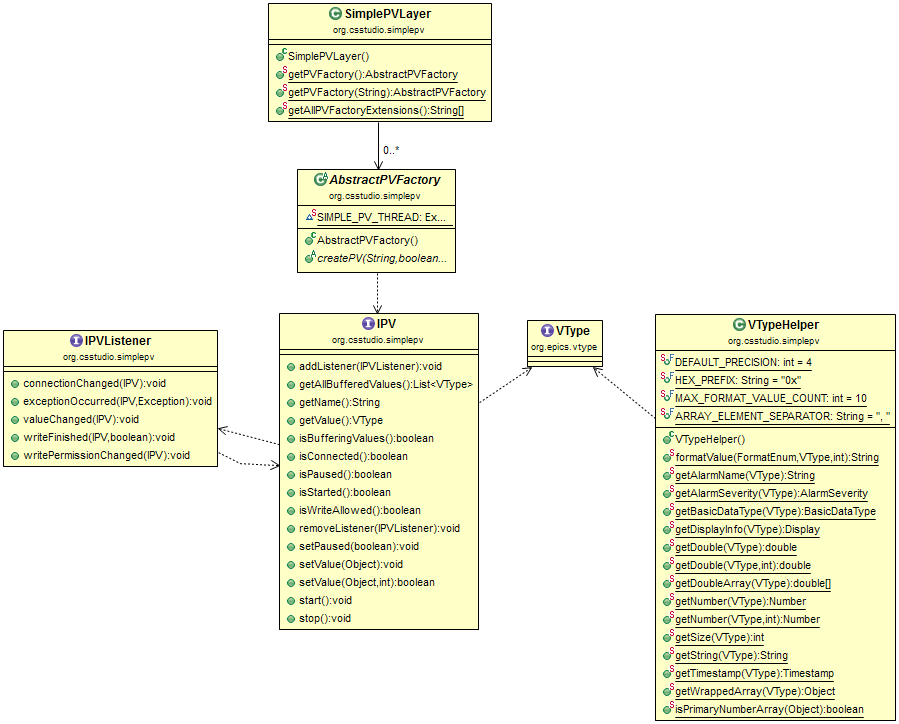 SimplePVLayer
org.csstudio.simplepv
SimplePVLayer()
getPVFactory():AbstractPVFactory
getPVFactory(String):AbstractPVFactory
getAllPVFactoryExtensions():String[]
0..*
AbstractPVFactory
org.csstudio.simplepv
SIMPLE_PV_THREAD: Ex...
AbstractPVFactory()
createPV(String,boolean...
IPVListener
org.csstudio.simplepv
connectionChanged(IPV):void
exceptionOccurred(IPV,Exception):void
valueChanged(IPV):void
writeFinished(IPV,boolean):void
writePermissionChanged(IPV):void
IPV
org.csstudio.simplepv
addListener(IPVListener):void
getAllBufferedValues():List<VType>
getName():String
getValue():VType
isBufferingValues():boolean
isConnected():boolean
isPaused():boolean
isStarted():boolean
isWriteAllowed():boolean
removeListener(IPVListener):void
setPaused(boolean):void
setValue(Object):void
setValue(Object,int):boolean
start():void
stop():void
VType
org.epics.vtype
VTypeHelper
org.csstudio.simplepv
DEFAULT_PRECISION: int = 4
HEX_PREFIX: String = "0x"
MAX_FORMAT_VALUE_COUNT: int = 10
ARRAY_ELEMENT_SEPARATOR: String = ", "
VTypeHelper()
formatValue(FormatEnum,VType,int):String
getAlarmName(VType):String
getAlarmSeverity(VType):AlarmSeverity
getBasicDataType(VType):BasicDataType
getDisplayInfo(VType):Display
getDouble(VType):double
getDouble(VType,int):double
getDoubleArray(VType):double[]
getNumber(VType):Number
getNumber(VType,int):Number
getSize(VType):int
getString(VType):String
getTimestamp(VType):Timestamp
getWrappedArray(VType):Object
isPrimaryNumberArray(Object):boolean